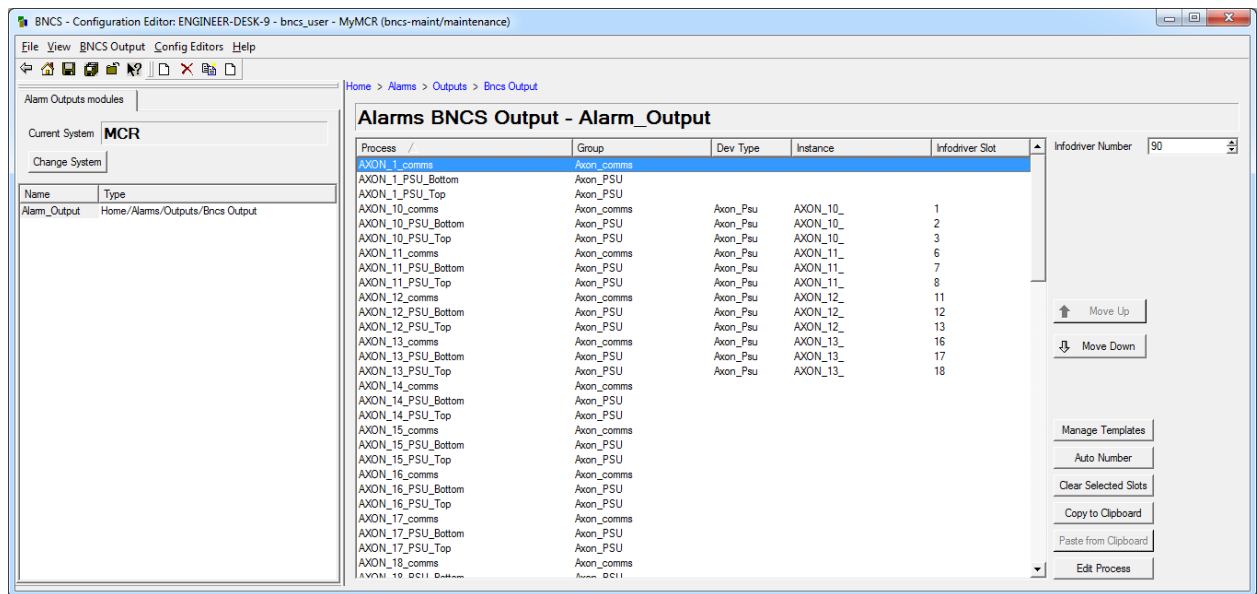 BNCS - Configuration Editor: ENGINEER-DESK-9 - bncs_user - MyMCR (bncs-maint/maintenance)
File View BNCS Output Config Editors Help
Alarm Outputs modules
Current System MCR
Change System
Name Type
Alarm_Output Home/Alarms/Outputs/Bncs Output
Home > Alarms > Outputs > Bncs Output
Alarms BNCS Output - Alarm_Output
Process Group Dev Type Instance Infodriver Slot
AXON_1_comms Axon_comms
AXON_1_PSU_Bottom Axon_PSU
AXON_1_PSU_Top Axon_PSU
AXON_10_comms Axon_comms Axon_Psu AXON_10_ 1
AXON_10_PSU_Bottom Axon_PSU Axon_Psu AXON_10_ 2
AXON_10_PSU_Top Axon_PSU Axon_Psu AXON_10_ 3
AXON_11_comms Axon_comms Axon_Psu AXON_11_ 6
AXON_11_PSU_Bottom Axon_PSU Axon_Psu AXON_11_ 7
AXON_11_PSU_Top Axon_PSU Axon_Psu AXON_11_ 8
AXON_12_comms Axon_comms Axon_Psu AXON_12_ 11
AXON_12_PSU_Bottom Axon_PSU Axon_Psu AXON_12_ 12
AXON_12_PSU_Top Axon_PSU Axon_Psu AXON_12_ 13
AXON_13_comms Axon_comms Axon_Psu AXON_13_ 16
AXON_13_PSU_Bottom Axon_PSU Axon_Psu AXON_13_ 17
AXON_13_PSU_Top Axon_PSU Axon_Psu AXON_13_ 18
AXON_14_comms Axon_comms
AXON_14_PSU_Bottom Axon_PSU
AXON_14_PSU_Top Axon_PSU
AXON_15_comms Axon_comms
AXON_15_PSU_Bottom Axon_PSU
AXON_15_PSU_Top Axon_PSU
AXON_16_comms Axon_comms
AXON_16_PSU_Bottom Axon_PSU
AXON_16_PSU_Top Axon_PSU
AXON_17_comms Axon_comms
AXON_17_PSU_Bottom Axon_PSU
AXON_17_PSU_Top Axon_PSU
AXON_18_comms Axon_comms
AXON_18_PSU_Bottom Axon_PSU
Infodriver Number 90
Move Up
Move Down
Manage Templates
Auto Number
Clear Selected Slots
Copy to Clipboard
Paste from Clipboard
Edit Process